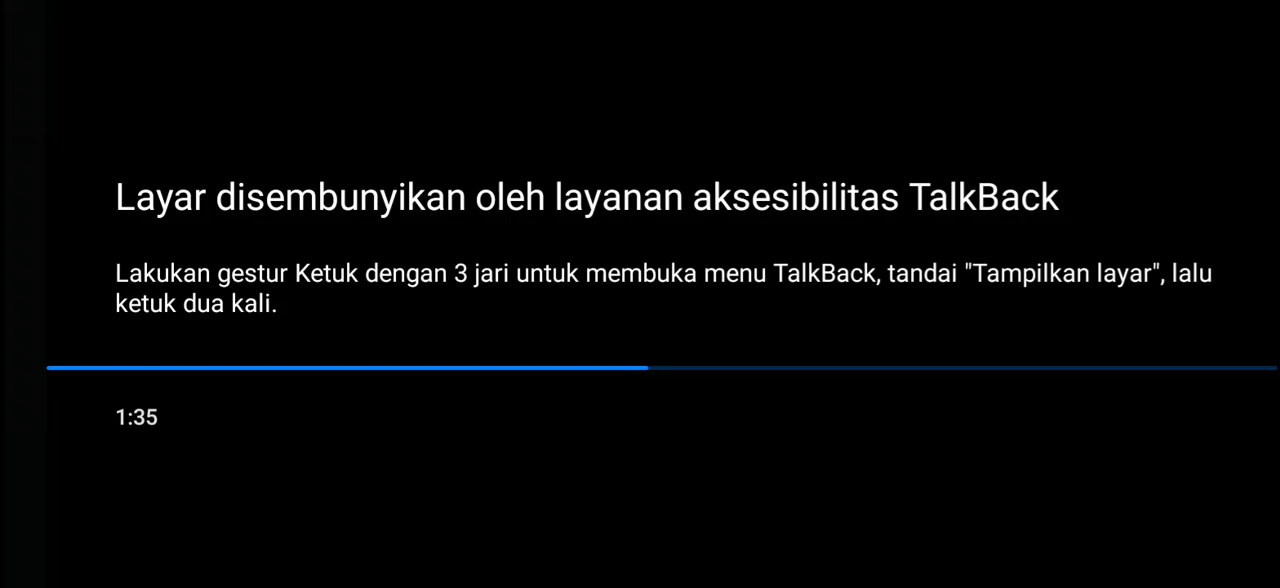 Layar disembunyikan oleh layanan aksesibilitas TalkBack
Lakukan gestur Ketuk dengan 3 jari untuk membuka menu TalkBack, tandai "Tampilkan layar", lalu
ketuk dua kali.
1:35